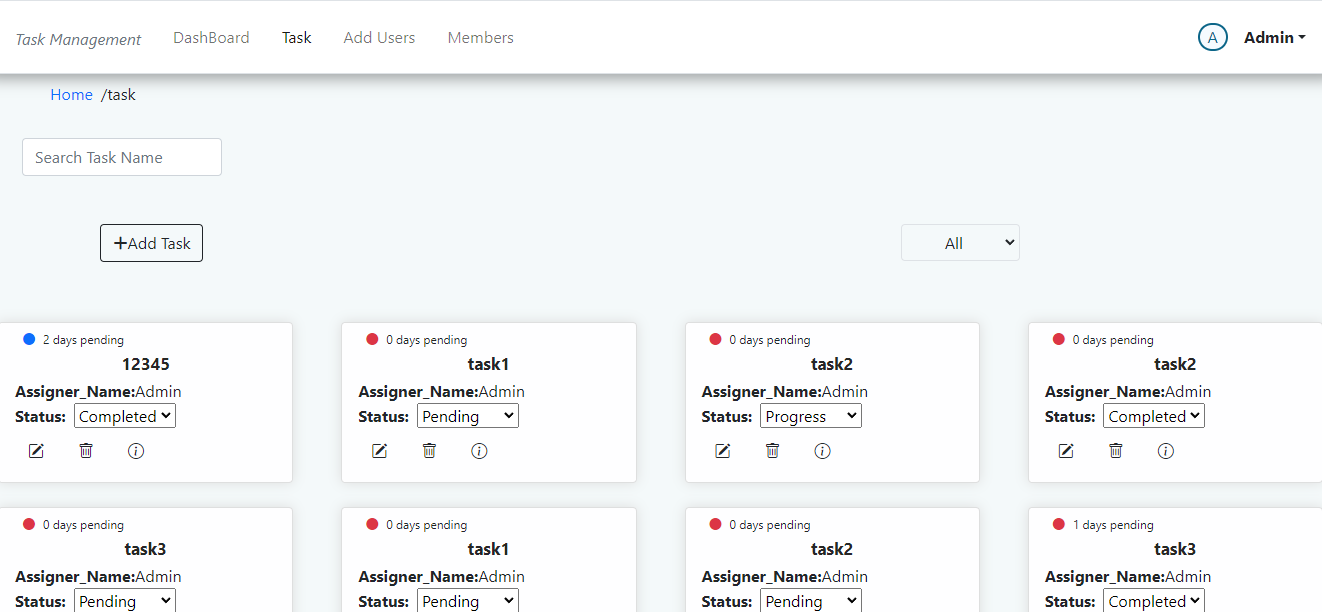 Task Management DashBoard Task Add Users Members A Admin
Home /task
Search Task Name
+Add Task All
2 days pending 0 days pending 0 days pending 0 days pending
12345 task1 task2 task2
Assigner_Name:Admin Assigner_Name:Admin Assigner_Name:Admin Assigner_Name:Admin
Status: Completed Status: Pending Status: Progress Status: Completed
0 days pending 0 days pending 0 days pending 1 days pending
task3 task1 task2 task3
Assigner_Name:Admin Assigner_Name:Admin Assigner_Name:Admin Assigner_Name:Admin
Status: Pending Status: Pending Status: Pending Status: Completed